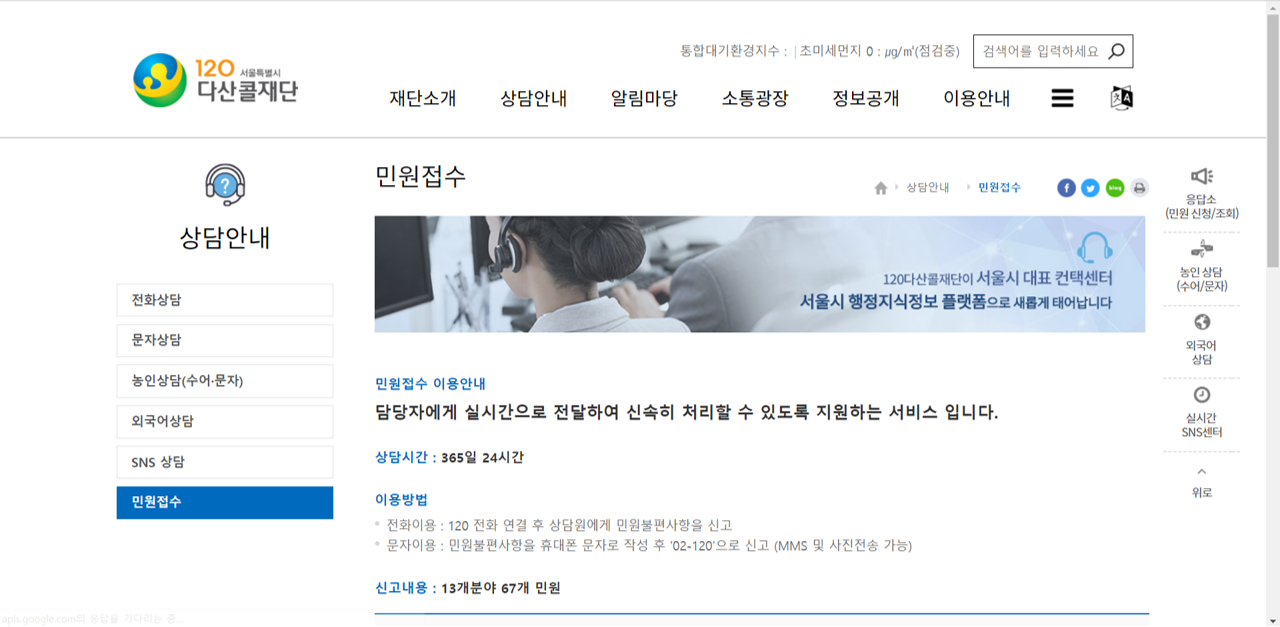 통합대기환경지수 : | 초미세먼지 0 : ㎍/㎥(점검중)
검색어를 입력하세요
120 서울특별시
다산콜재단
재단소개 상담안내 알림마당 소통광장 정보공개 이용안내
상담안내
전화상담
문자상담
농인상담(수어·문자)
외국어상담
SNS 상담
민원접수
민원접수
상담안내 민원접수
f blog
120다산콜재단이 서울시 대표 컨택센터
서울시 행정지식정보 플랫폼으로 새롭게 태어납니다
민원접수 이용안내
담당자에게 실시간으로 전달하여 신속히 처리할 수 있도록 지원하는 서비스 입니다.
상담시간 : 365일 24시간
이용방법
전화이용 : 120 전화 연결 후 상담원에게 민원불편사항을 신고
문자이용 : 민원불편사항을 휴대폰 문자로 작성 후 '02-120'으로 신고 (MMS 및 사진전송 가능)
신고내용 : 13개분야 67개 민원
응답소
(민원 신청/조회)
농인 상담
(수어/문자)
외국어
상담
실시간
SNS센터
위로
apis.google.com의 응답을 기다리는 중...